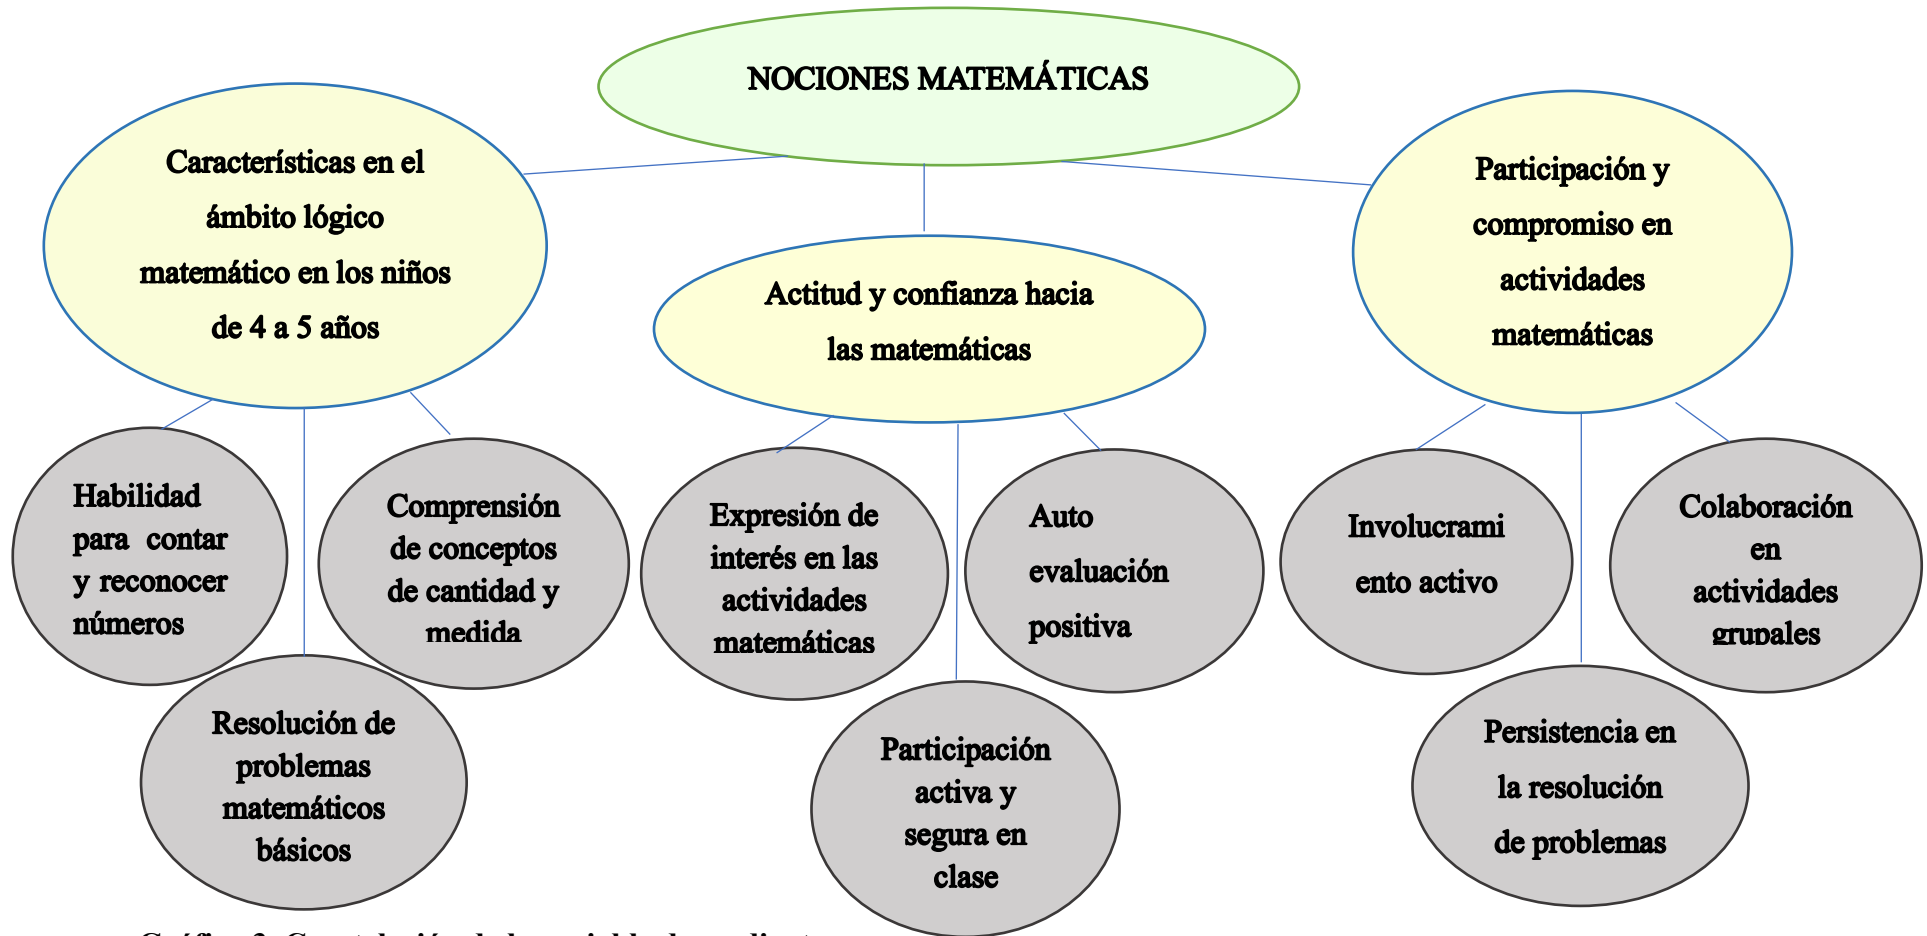 NOCIONES MATEMÁTICAS
Características en el
ámbito lógico
matemático en los niños
de 4 a 5 años
Actitud y confianza hacia
las matemáticas
Participación y
compromiso en
actividades
matemáticas
Habilidad
para contar
y reconocer
números
Comprensión
de conceptos
de cantidad y
medida
Resolución de
problemas
matemáticos
básicos
Expresión de
interés en las
actividades
matemáticas
Auto
evaluación
positiva
Participación
activa y
segura en
clase
Involucrami
ento activo
Colaboración
en
actividades
grupales
Persistencia en
la resolución
de problemas